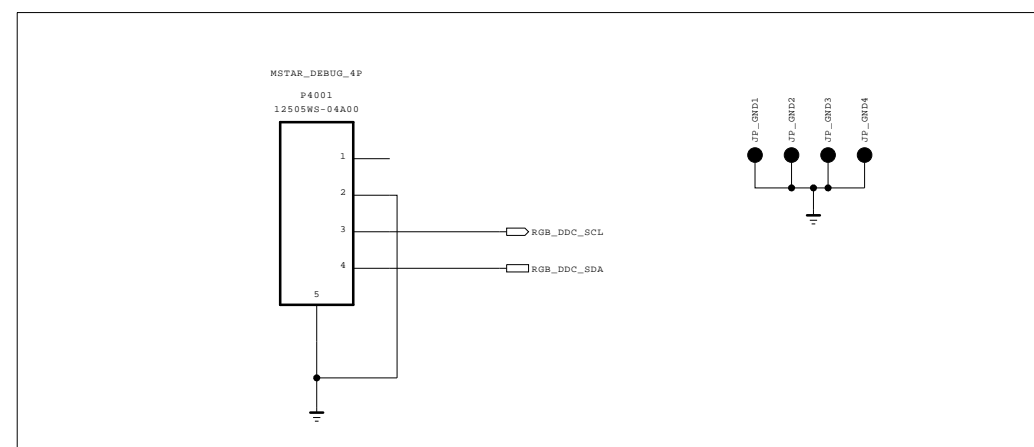 MSTAR_DEBUG_4P
P4001
12505WS-04A00
1
2
3
4
5
RGB_DDC_SCL
RGB_DDC_SDA
JP_GND1
JP_GND2
JP_GND3
JP_GND4